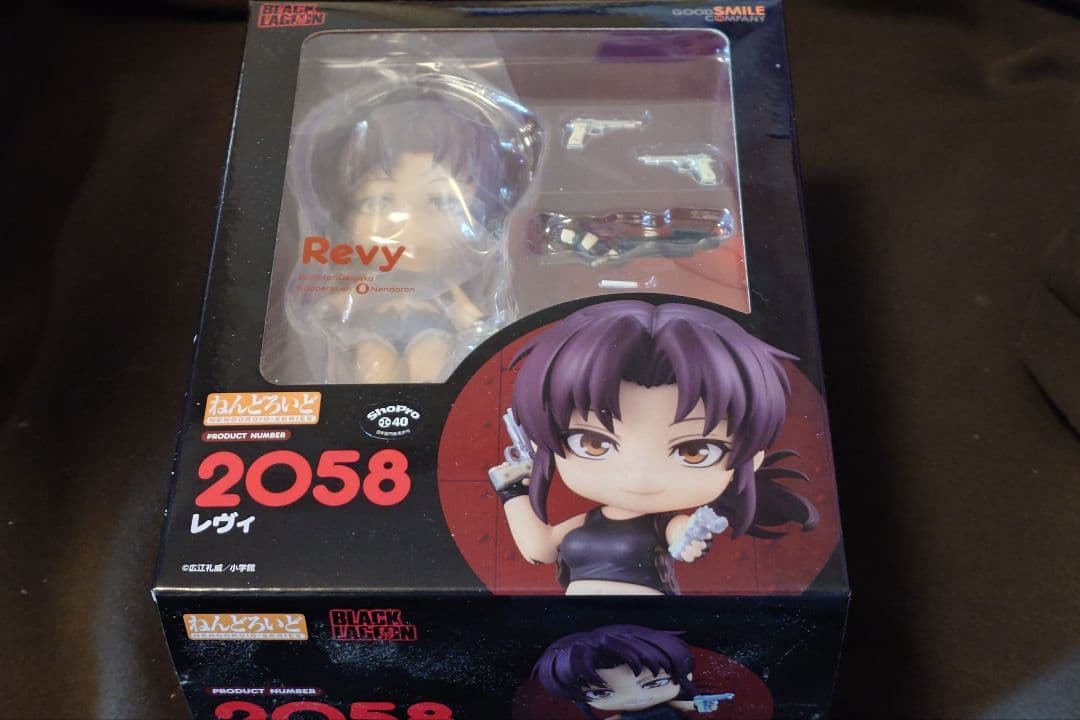 BLACK LAGOON
GOOD SMILE COMPANY
Revy
Nendoron
ねんどろいど
NENDOROID SERIES
PRODUCT NUMBER
ShoPro
40
2058
レヴィ
©広江礼威/小学館
ねんどろいど
NENDOROID SERIES
BLACK LAGOON
PRODUCT NUMBER
2058